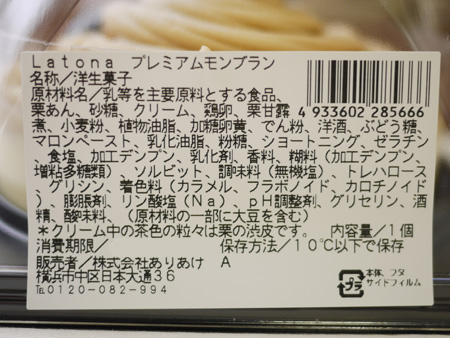 Latona プレミアムモンブラン
名称／洋生菓子
原材料名／乳等を主要原料とする食品、
栗あん、砂糖、クリーム、鶏卵、栗甘露
4 933602 285666
煮、小麦粉、植物油脂、加糖卵黄、でん粉、洋酒、ぶどう糖、
マロンペースト、乳化油脂、粉糖、ショートニング、ゼラチン
、食塩、加工デンプン、乳化剤、香料、糊料（加工デンプン、
増粘多糖類）、ソルビット、調味料（無機塩）、トレハロース
、グリシン、着色料（カラメル、フラボノイド、カロチノイド
）、膨脹剤、リン酸塩（Na）、pH調整剤、グリセリン、酒
精、酸味料、（原材料の一部に大豆を含む）
＊クリーム中の茶色の粒々は栗の渋皮です。 内容量／1個
消費期限／ 保存方法／10℃以下で保存
販売者／株式会社ありあけ A
横浜市中区日本大通36
℡0120-082-994
プラ
本体、フタ
サイドフィルム